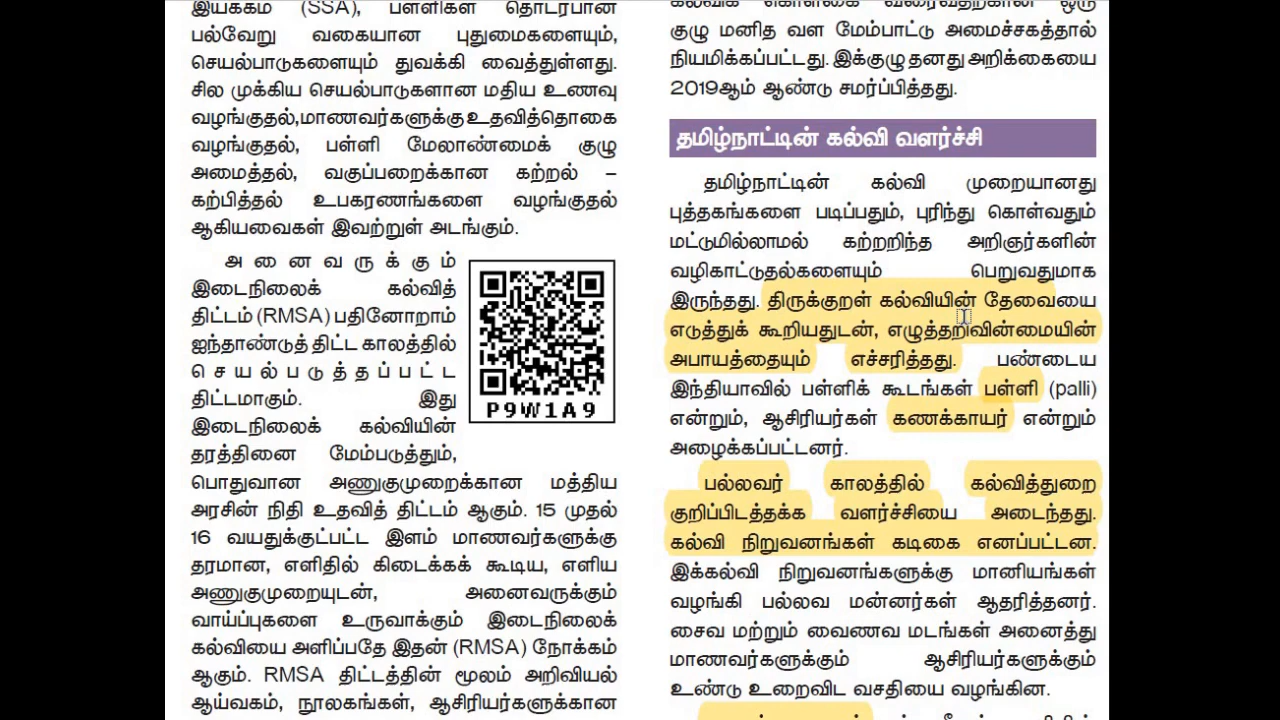 இயக்கம் (SSA), பள்ளிகள் தொடர்பான
பல்வேறு வகையான புதுமைகளையும்,
செயல்பாடுகளையும் துவக்கி வைத்துள்ளது.
சில முக்கிய செயல்பாடுகளான மதிய உணவு
வழங்குதல்,மாணவர்களுக்கு உதவித்தொகை
வழங்குதல், பள்ளி மேலாண்மைக் குழு
அமைத்தல், வகுப்பறைக்கான கற்றல் –
கற்பித்தல் உபகரணங்களை வழங்குதல்
ஆகியவைகள் இவற்றுள் அடங்கும்.
அனைவருக்கும்
இடைநிலைக் கல்வித்
திட்டம் (RMSA) பதினோறாம்
ஐந்தாண்டுத் திட்ட காலத்தில்
செயல்படுத்தப்பட்ட
திட்டமாகும். இது
இடைநிலைக் கல்வியின்
தரத்தினை மேம்படுத்தும்,
பொதுவான அணுகுமுறைக்கான மத்திய
அரசின் நிதி உதவித் திட்டம் ஆகும். 15 முதல்
16 வயதுக்குட்பட்ட இளம் மாணவர்களுக்கு
தரமான, எளிதில் கிடைக்கக் கூடிய, எளிய
அணுகுமுறையுடன், அனைவருக்கும்
வாய்ப்புகளை உருவாக்கும் இடைநிலைக்
கல்வியை அளிப்பதே இதன் (RMSA) நோக்கம்
ஆகும். RMSA திட்டத்தின் மூலம் அறிவியல்
ஆய்வகம், நூலகங்கள், ஆசிரியர்களுக்கான
P9W1A9
கல்விக் கொள்கை வரைவதற்கான ஒரு
குழு மனித வள மேம்பாட்டு அமைச்சகத்தால்
நியமிக்கப்பட்டது. இக்குழு தனது அறிக்கையை
2019ஆம் ஆண்டு சமர்ப்பித்தது.
தமிழ்நாட்டின் கல்வி வளர்ச்சி
தமிழ்நாட்டின் கல்வி முறையானது
புத்தகங்களை படிப்பதும், புரிந்து கொள்வதும்
மட்டுமில்லாமல் கற்றறிந்த அறிஞர்களின்
வழிகாட்டுதல்களையும் பெறுவதுமாக
இருந்தது. திருக்குறள் கல்வியின் தேவையை
எடுத்துக் கூறியதுடன், எழுத்தறிவின்மையின்
அபாயத்தையும் எச்சரித்தது. பண்டைய
இந்தியாவில் பள்ளிக் கூடங்கள் பள்ளி (palli)
என்றும், ஆசிரியர்கள் கணக்காயர் என்றும்
அழைக்கப்பட்டனர்.
பல்லவர் காலத்தில் கல்வித்துறை
குறிப்பிடத்தக்க வளர்ச்சியை அடைந்தது.
கல்வி நிறுவனங்கள் கடிகை எனப்பட்டன.
இக்கல்வி நிறுவனங்களுக்கு மானியங்கள்
வழங்கி பல்லவ மன்னர்கள் ஆதரித்தனர்.
சைவ மற்றும் வைணவ மடங்கள் அனைத்து
மாணவர்களுக்கும் ஆசிரியர்களுக்கும்
உண்டு உறைவிட வசதியை வழங்கின.